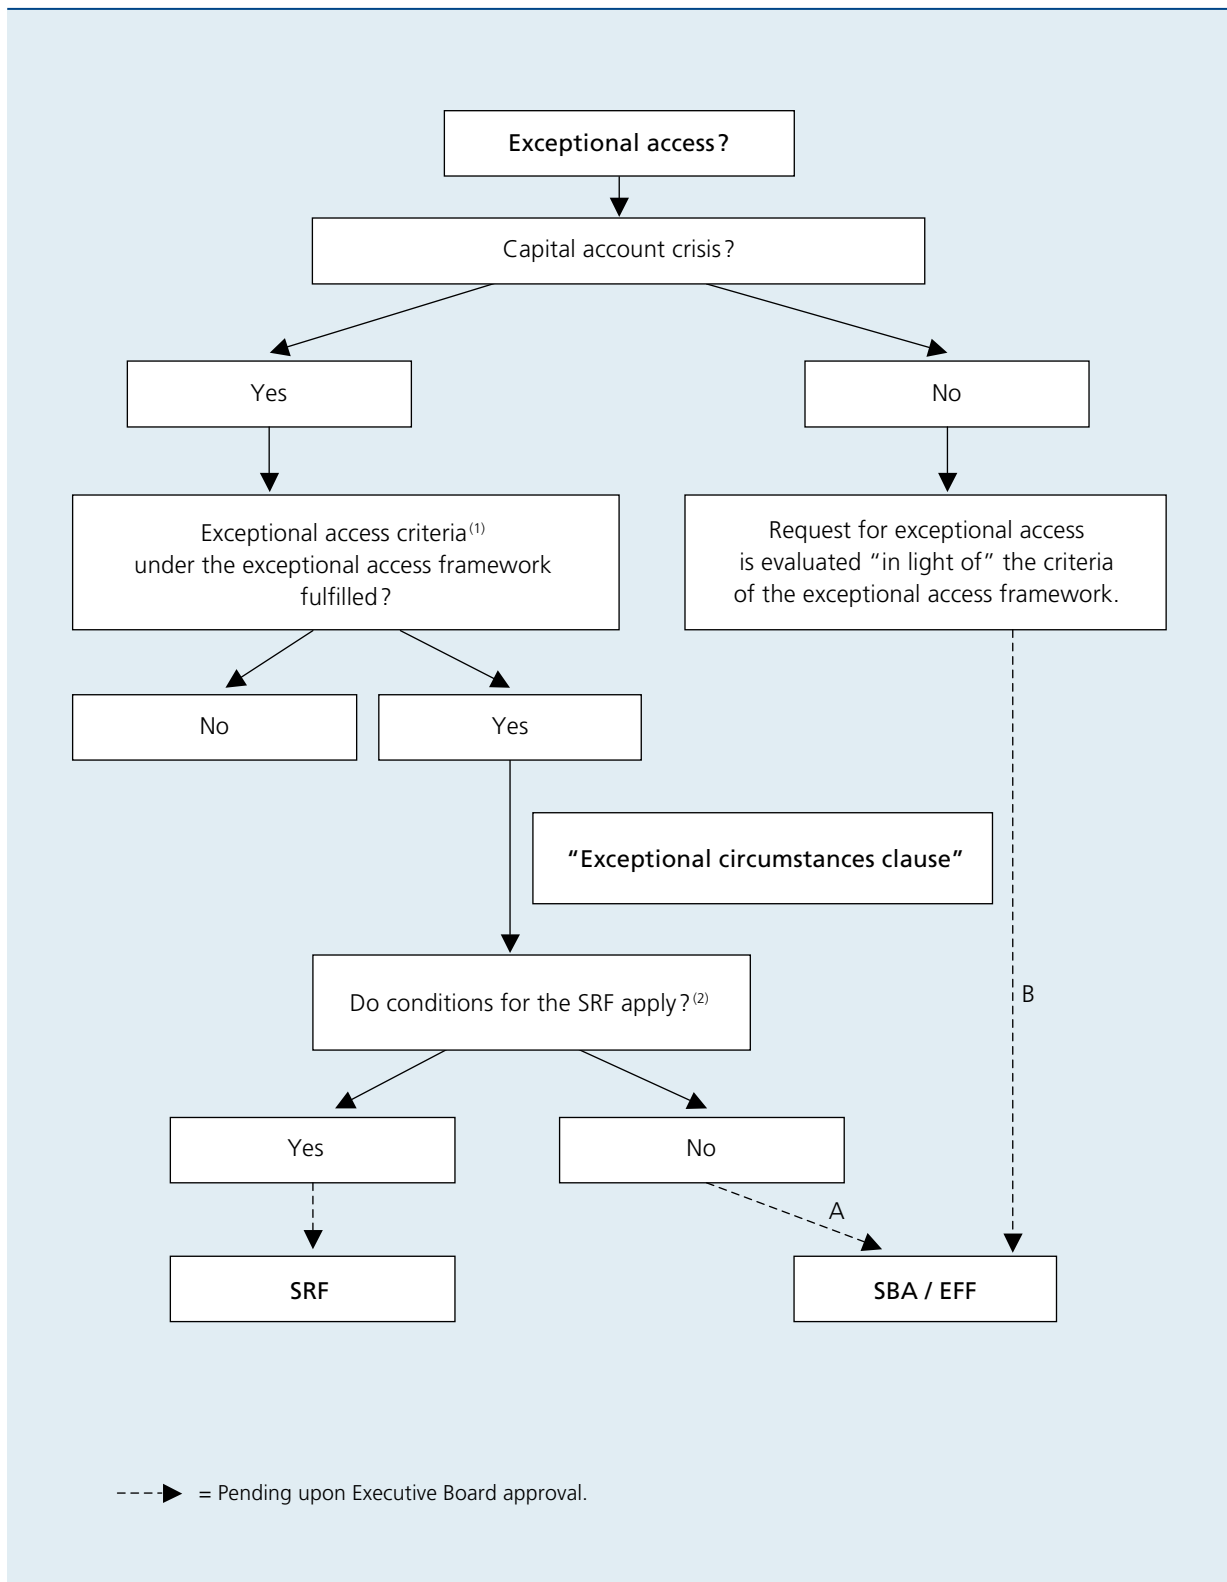 Exceptional access?
Capital account crisis?
Yes
No
Exceptional access criteria(1)
under the exceptional access framework
fulfilled?
Request for exceptional access
is evaluated “in light of” the criteria
of the exceptional access framework.
No
Yes
“Exceptional circumstances clause”
Do conditions for the SRF apply?(2)
B
Yes
No
A
SRF
SBA / EFF
= Pending upon Executive Board approval.